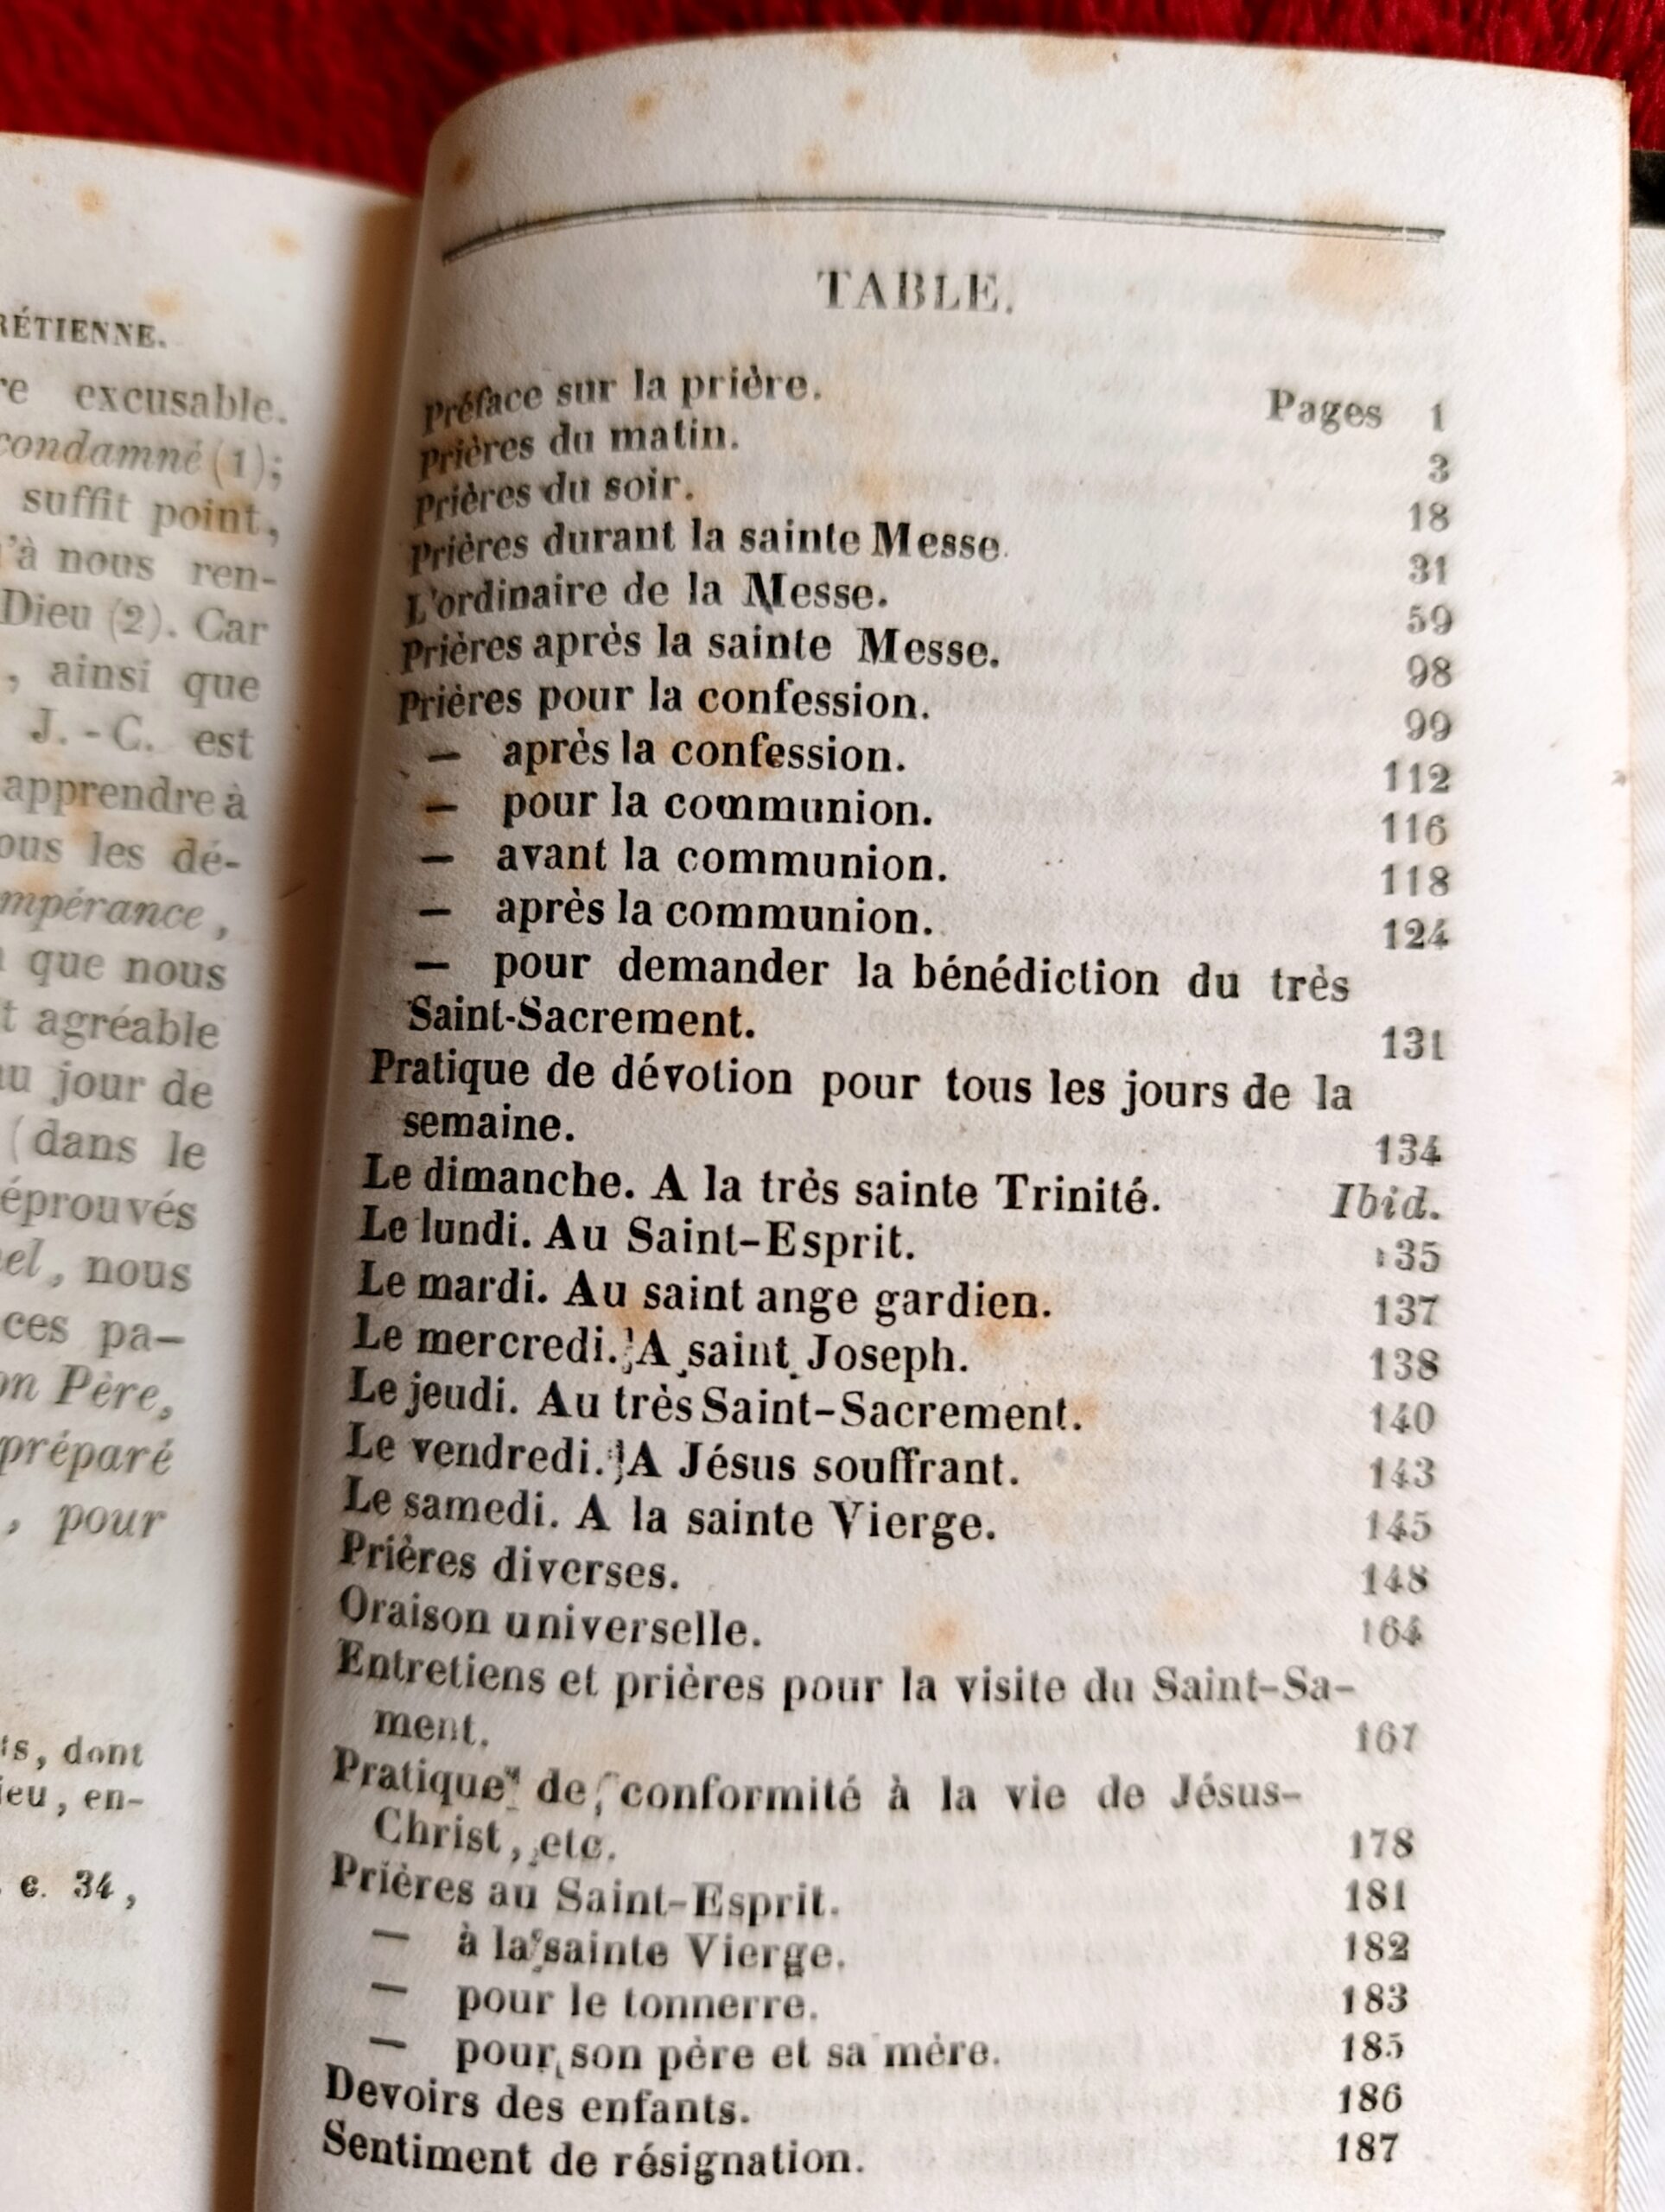 RÉTIENNE.
re excusable.
condamné (1);
suffit point,
'à nous ren-
Dieu (2). Car
, ainsi que
J.-C. est
apprendre à
ous les dé-
mpérance,
que nous
t agréable
au jour de
(dans le
éprouvés
el, nous
ces pa-
on Père,
préparé
, pour
ts, dont
ieu, en-
c. 34,
TABLE.
Préface sur la prière. Pages 1
Prières du matin. 3
Prières du soir. 18
Prières durant la sainte Messe. 31
L'ordinaire de la Messe. 59
Prières après la sainte Messe. 98
Prières pour la confession. 99
— après la confession. 112
— pour la communion. 116
— avant la communion. 118
— après la communion. 124
— pour demander la bénédiction du très
Saint-Sacrement. 131
Pratique de dévotion pour tous les jours de la
semaine. 134
Le dimanche. A la très sainte Trinité. Ibid.
Le lundi. Au Saint-Esprit. 135
Le mardi. Au saint ange gardien. 137
Le mercredi. A saint Joseph. 138
Le jeudi. Au très Saint-Sacrement. 140
Le vendredi. A Jésus souffrant. 143
Le samedi. A la sainte Vierge. 145
Prières diverses. 148
Oraison universelle. 164
Entretiens et prières pour la visite du Saint-Sa-
ment. 167
Pratique de conformité à la vie de Jésus-
Christ, etc. 178
Prières au Saint-Esprit. 181
— à la sainte Vierge. 182
— pour le tonnerre. 183
— pour son père et sa mère. 185
Devoirs des enfants. 186
Sentiment de résignation. 187